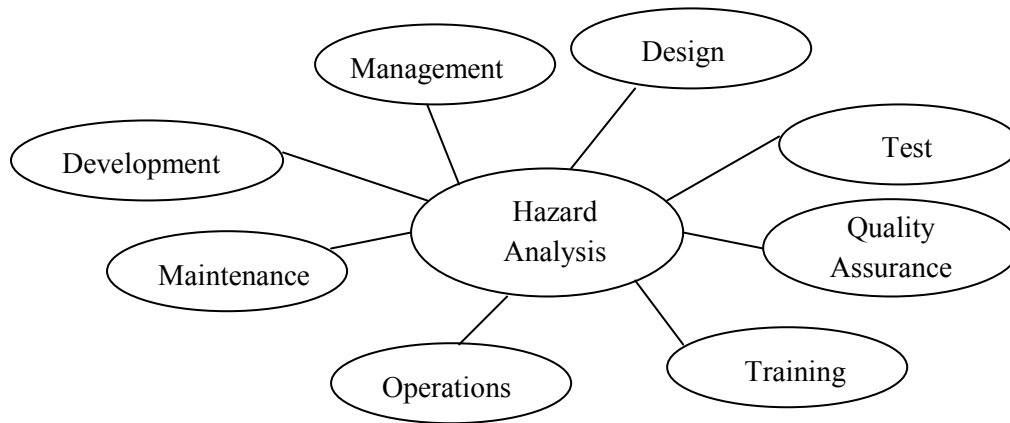 Design
Management
Test
Development
Hazard
Analysis
Quality
Assurance
Maintenance
Training
Operations